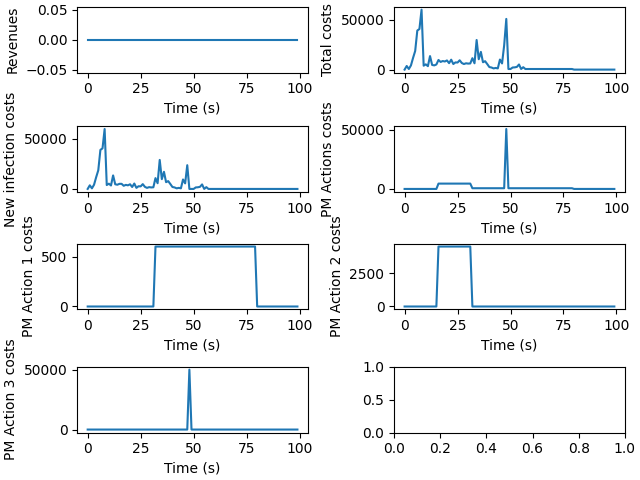 Revenues
0.05
0.00
−0.05
0 25 50 75 100
Time (s)
Total costs
50000
0
0 25 50 75 100
Time (s)
New infection costs
50000
0
0 25 50 75 100
Time (s)
PM Actions costs
50000
0
0 25 50 75 100
Time (s)
PM Action 1 costs
500
0
0 25 50 75 100
Time (s)
PM Action 2 costs
2500
0
0 25 50 75 100
Time (s)
PM Action 3 costs
50000
0
0 25 50 75 100
Time (s)
1.0
0.5
0.0
0.0 0.2 0.4 0.6 0.8 1.0